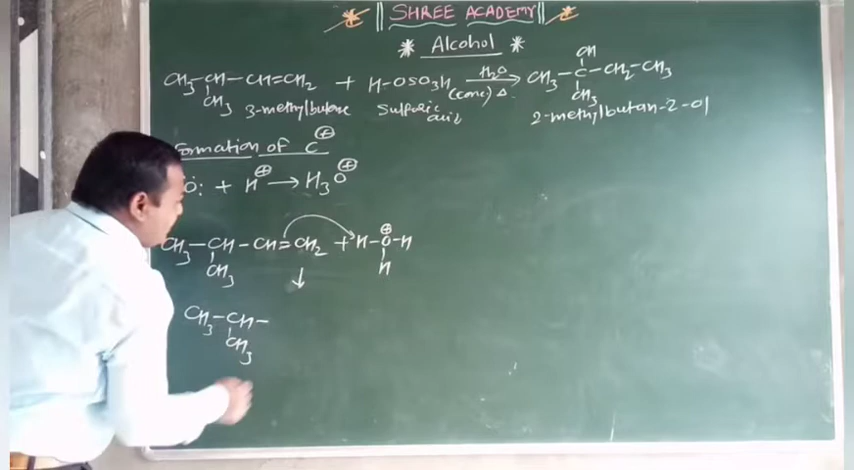 * || SHREE ACADEMY || *
* Alcohol *
CH3-CH-CH=CH2 + H-OSO3H H2O → CH3-C-CH2-CH3
CH3 (conc) Δ OH CH3
3-methylbutene Sulfuric acid 2-methylbutan-2-ol
Formation of C⊕
Ö: + H⊕ → H3O⊕
CH3-CH-CH=CH2 + H-O⊕-H
CH3 H
↓
CH3-CH-
CH3